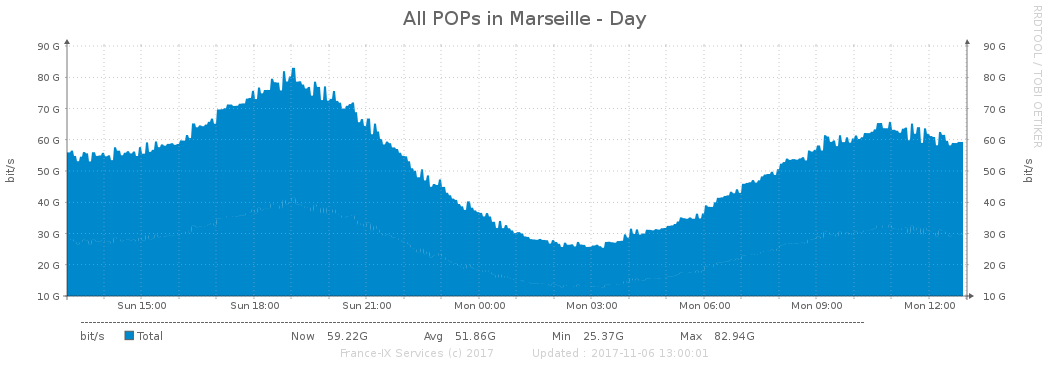 All POPs in Marseille - Day
RRDTOOL / TOBI OETIKER
90 G 90 G
80 G 80 G
70 G 70 G
60 G 60 G
50 G 50 G
40 G 40 G
30 G 30 G
20 G 20 G
10 G 10 G
bit/s
bit/s
Sun 15:00 Sun 18:00 Sun 21:00 Mon 00:00 Mon 03:00 Mon 06:00 Mon 09:00 Mon 12:00
bit/s Total Now 59.22G Avg 51.86G Min 25.37G Max 82.94G
France-IX Services (c) 2017 Updated : 2017-11-06 13:00:01